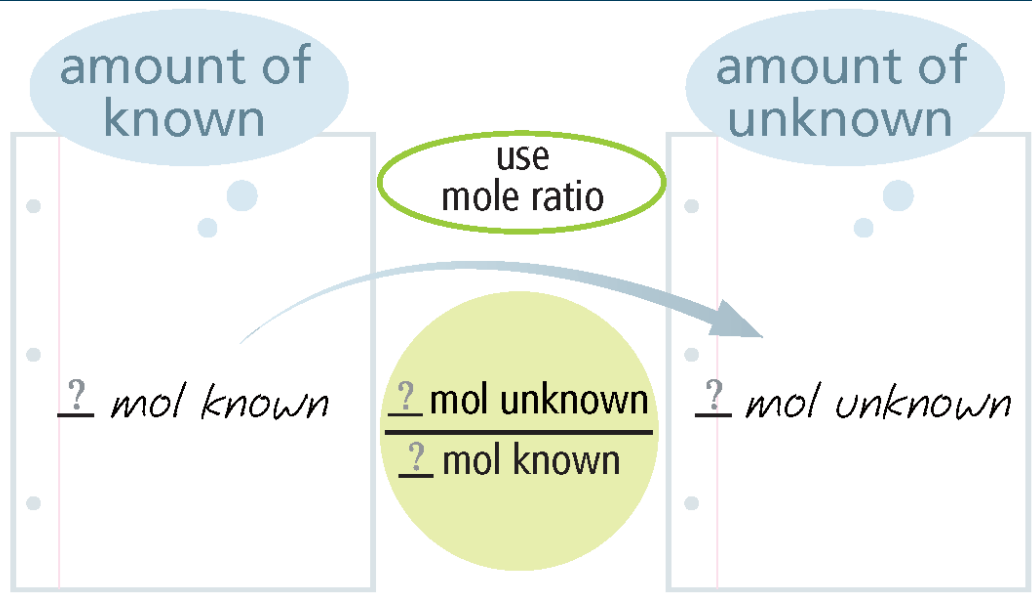 amount of
known
use
mole ratio
amount of
unknown
? mol known
? mol unknown
? mol known
? mol unknown